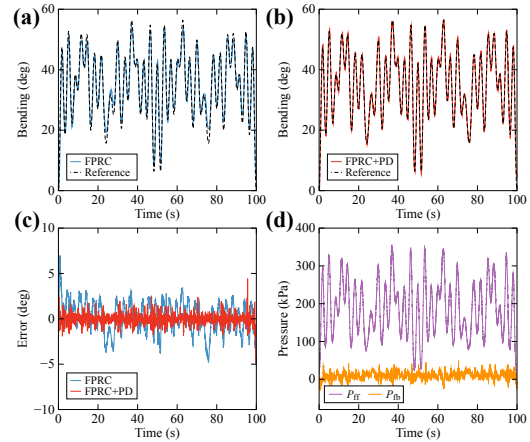 (a)
60
40
20
0
Bending (deg)
FPRC
Reference
0 20 40 60 80 100
Time (s)
(b)
60
40
20
0
Bending (deg)
FPRC+PD
Reference
0 20 40 60 80 100
Time (s)
(c)
10
5
0
−5
−10
Error (deg)
FPRC
FPRC+PD
0 20 40 60 80 100
Time (s)
(d)
400
300
200
100
0
Pressure (kPa)
Pff Pfb
0 20 40 60 80 100
Time (s)